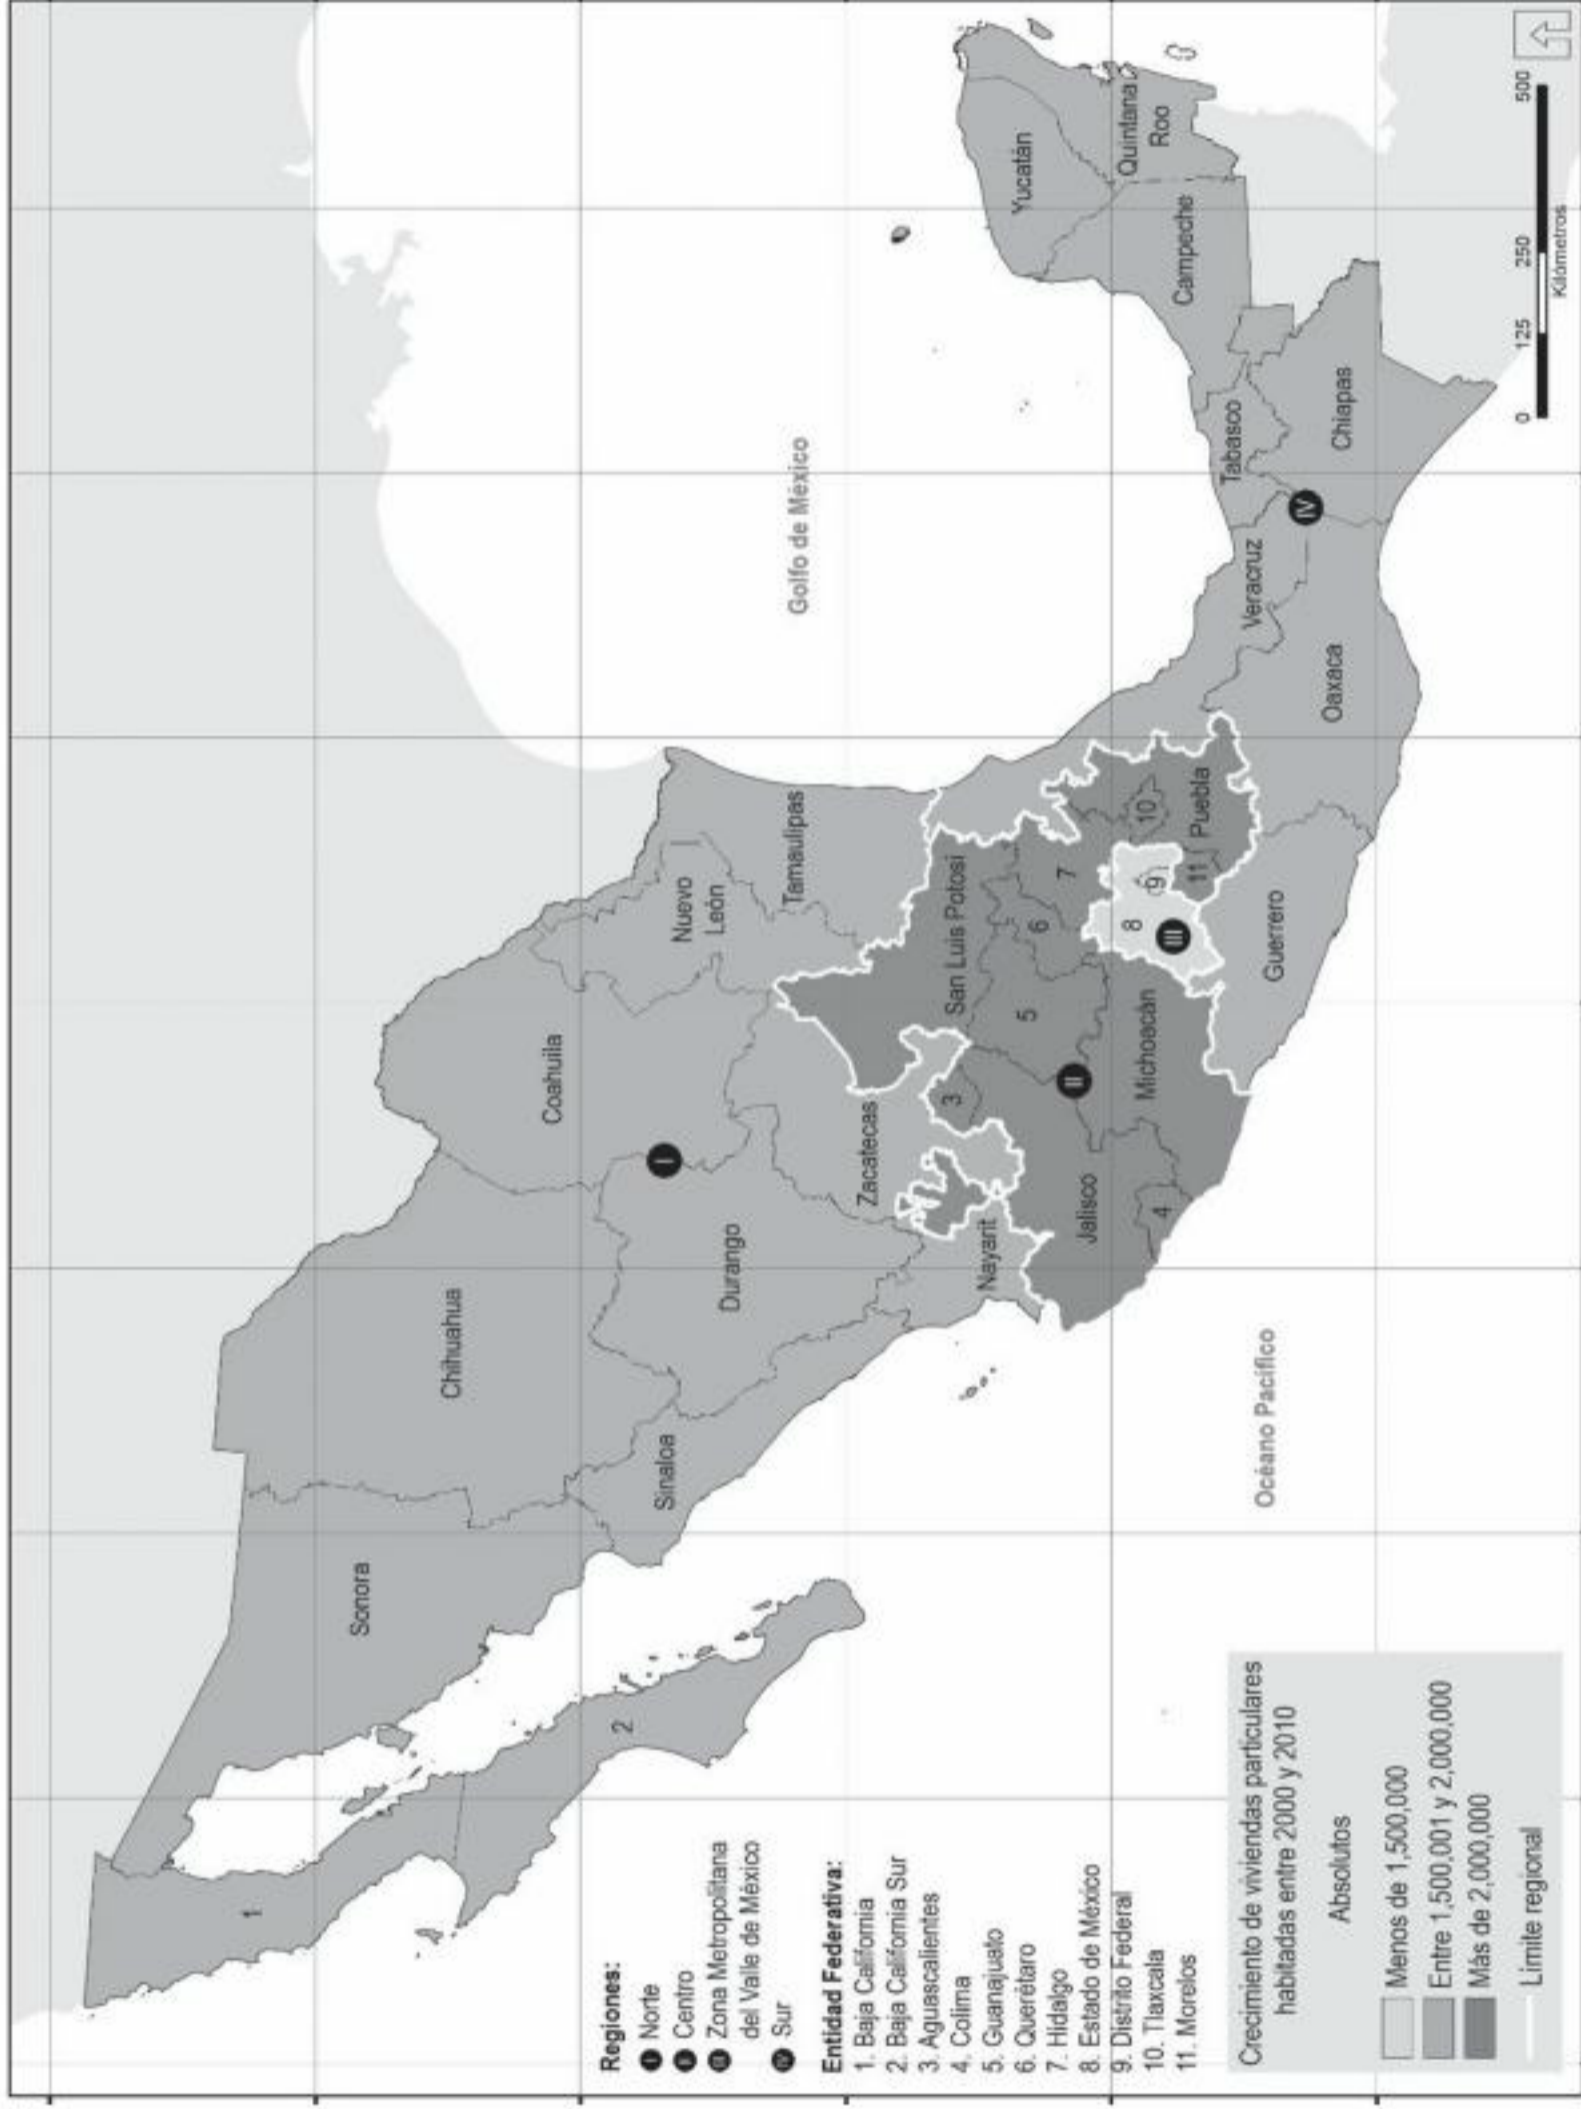 Sonora
Chihuahua
Coahuila
Nuevo
León
Tamaulipas
Sinaloa
Durango
Zacatecas
Nayarit
San Luis Potosí
Jalisco
Michoacán
Puebla
Guerrero
Oaxaca
Veracruz
Tabasco
Chiapas
Campeche
Yucatán
Quintana
Roo
Golfo de México
Océano Pacífico
1
2
3
4
5
6
7
8
9
10
11
I
II
III
IV
Regiones:
I Norte
II Centro
III Zona Metropolitana
del Valle de México
IV Sur
Entidad Federativa:
1. Baja California
2. Baja California Sur
3. Aguascalientes
4. Colima
5. Guanajuato
6. Querétaro
7. Hidalgo
8. Estado de México
9. Distrito Federal
10. Tlaxcala
11. Morelos
Crecimiento de viviendas particulares
habitadas entre 2000 y 2010
Absolutos
Menos de 1,500,000
Entre 1,500,001 y 2,000,000
Más de 2,000,000
Límite regional
0 125 250 500
Kilómetros